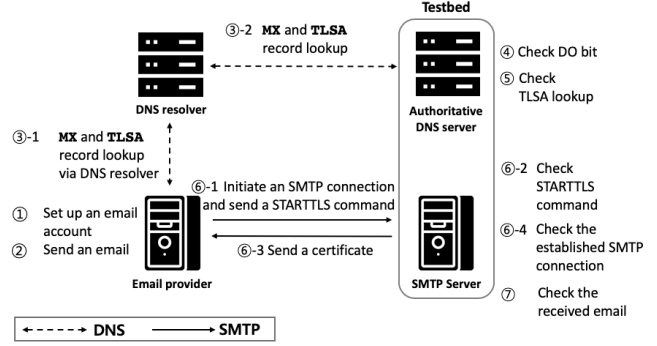 Testbed
③-2 MX and TLSA
record lookup
④ Check DO bit
⑤ Check
TLSA lookup
DNS resolver
Authoritative
DNS server
③-1 MX and TLSA
record lookup
via DNS resolver
⑥-1 Initiate an SMTP connection
and send a STARTTLS command
⑥-2 Check
STARTTLS
command
① Set up an email
account
② Send an email
⑥-3 Send a certificate
⑥-4 Check the
established SMTP
connection
Email provider
SMTP Server
⑦ Check the
received email
DNS
SMTP